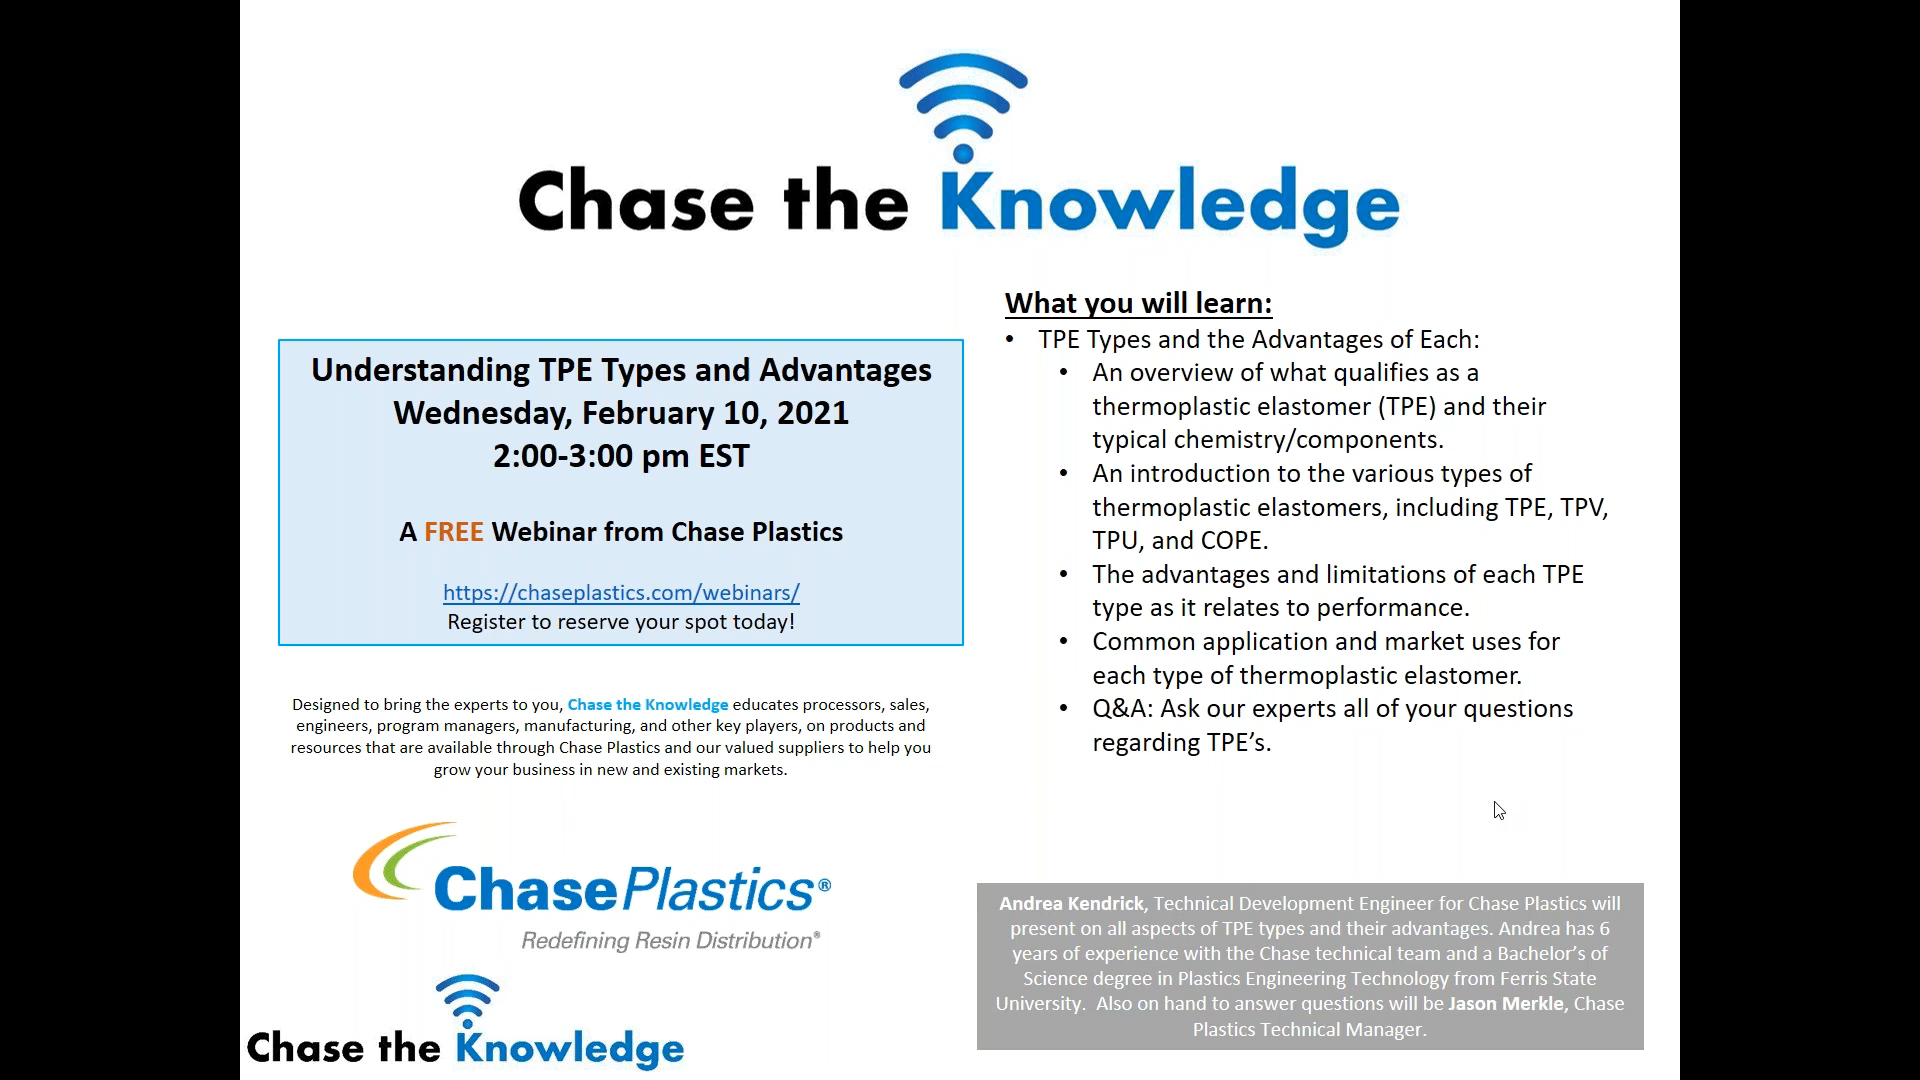 Chase the Knowledge
Understanding TPE Types and Advantages
Wednesday, February 10, 2021
2:00-3:00 pm EST
A FREE Webinar from Chase Plastics
https://chaseplastics.com/webinars/
Register to reserve your spot today!
Designed to bring the experts to you, Chase the Knowledge educates processors, sales,
engineers, program managers, manufacturing, and other key players, on products and
resources that are available through Chase Plastics and our valued suppliers to help you
grow your business in new and existing markets.
ChasePlastics®
Redefining Resin Distribution®
Chase the Knowledge
What you will learn:
• TPE Types and the Advantages of Each:
• An overview of what qualifies as a
thermoplastic elastomer (TPE) and their
typical chemistry/components.
• An introduction to the various types of
thermoplastic elastomers, including TPE, TPV,
TPU, and COPE.
• The advantages and limitations of each TPE
type as it relates to performance.
• Common application and market uses for
each type of thermoplastic elastomer.
• Q&A: Ask our experts all of your questions
regarding TPE’s.
Andrea Kendrick, Technical Development Engineer for Chase Plastics will
present on all aspects of TPE types and their advantages. Andrea has 6
years of experience with the Chase technical team and a Bachelor’s of
Science degree in Plastics Engineering Technology from Ferris State
University. Also on hand to answer questions will be Jason Merkle, Chase
Plastics Technical Manager.